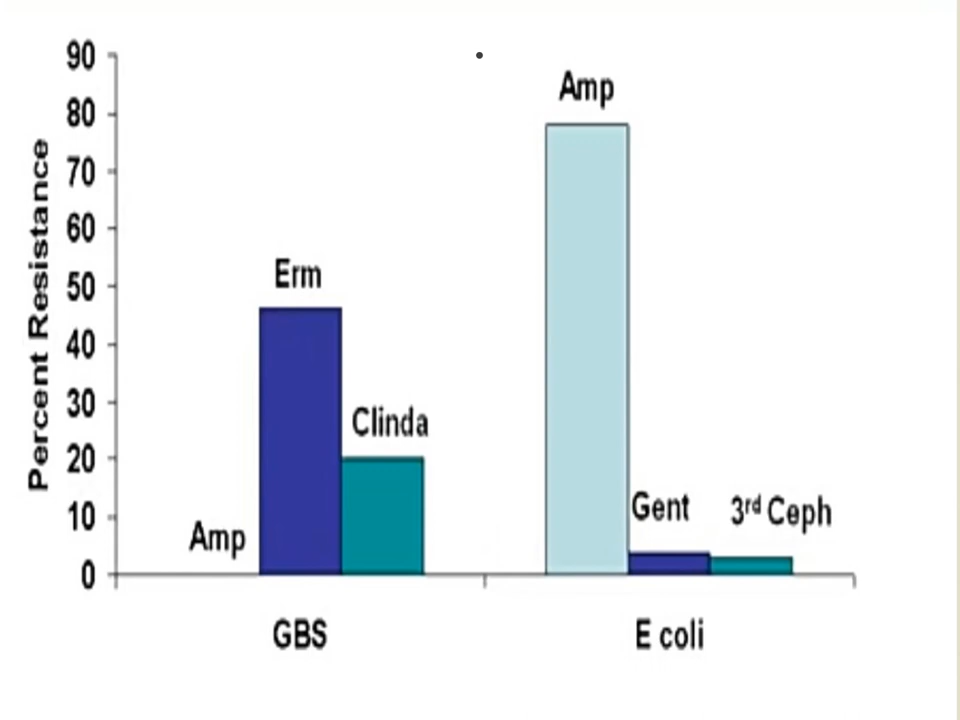 Percent Resistance
90
80
70
60
50
40
30
20
10
0
Amp
Erm
Clinda
Amp
Gent
3rd Ceph
GBS
E coli